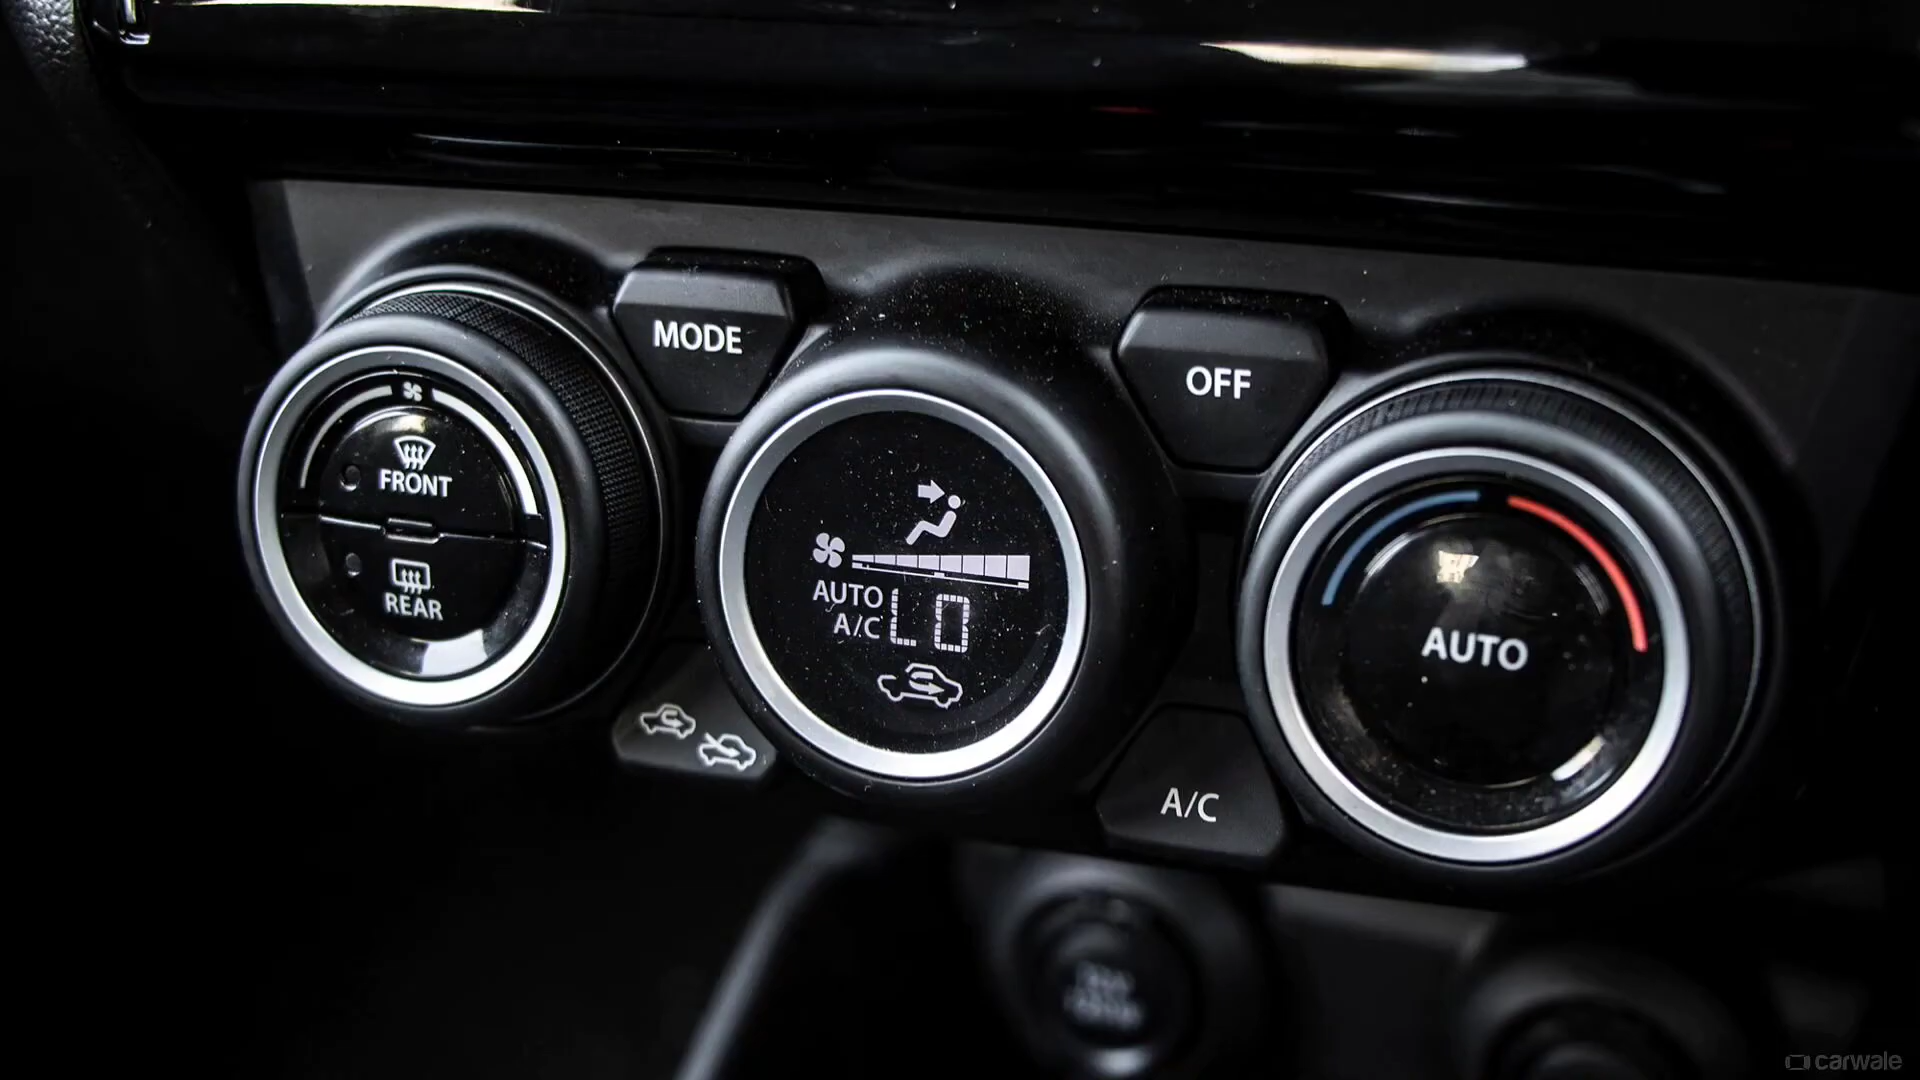 MODE
OFF
FRONT
REAR
AUTO
A/C
LO
AUTO
A/C
carwale